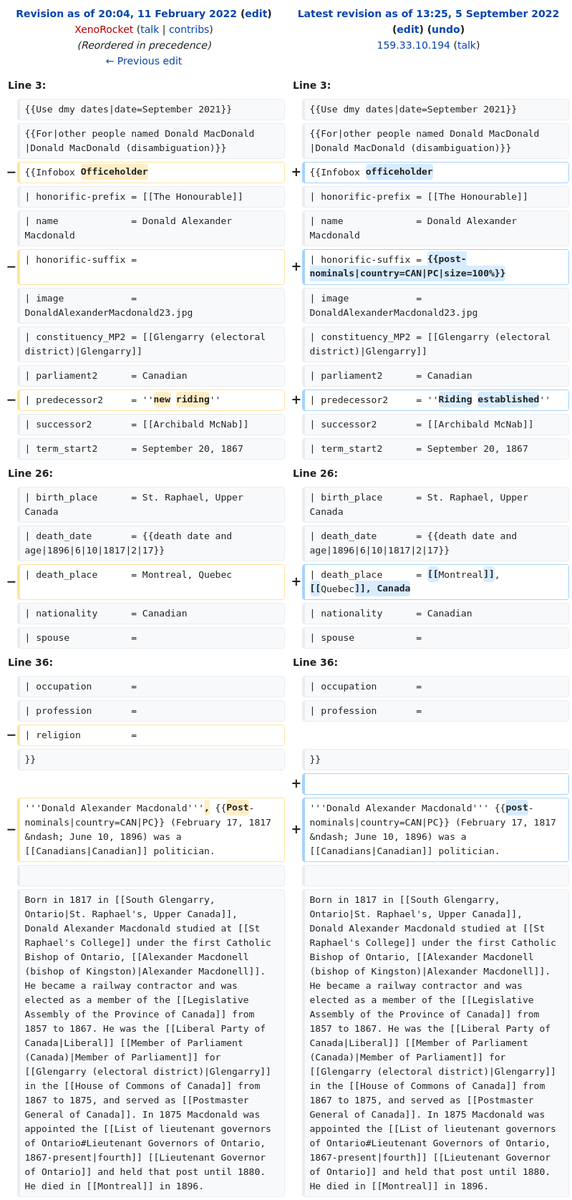 Revision as of 20:04, 11 February 2022 (edit)
XenoRocket (talk | contribs)
(Reordered in precedence)
← Previous edit
Latest revision as of 13:25, 5 September 2022
(edit) (undo)
159.33.10.194 (talk)
Line 3:
Line 3:
{{Use dmy dates|date=September 2021}}
{{Use dmy dates|date=September 2021}}
{{For|other people named Donald MacDonald
|Donald MacDonald (disambiguation)}}
{{For|other people named Donald MacDonald
|Donald MacDonald (disambiguation)}}
− {{Infobox Officeholder
+ {{Infobox officeholder
| honorific-prefix = [[The Honourable]]
| honorific-prefix = [[The Honourable]]
| name = Donald Alexander
Macdonald
| name = Donald Alexander
Macdonald
− | honorific-suffix =
+ | honorific-suffix = {{post-
nominals|country=CAN|PC|size=100%}}
| image =
DonaldAlexanderMacdonald23.jpg
| image =
DonaldAlexanderMacdonald23.jpg
| constituency_MP2 = [[Glengarry (electoral
district)|Glengarry]]
| constituency_MP2 = [[Glengarry (electoral
district)|Glengarry]]
| parliament2 = Canadian
| parliament2 = Canadian
− | predecessor2 = ''new riding''
+ | predecessor2 = ''Riding established''
| successor2 = [[Archibald McNab]]
| successor2 = [[Archibald McNab]]
| term_start2 = September 20, 1867
| term_start2 = September 20, 1867
Line 26:
Line 26:
| birth_place = St. Raphael, Upper
Canada
| birth_place = St. Raphael, Upper
Canada
| death_date = {{death date and
age|1896|6|10|1817|2|17}}
| death_date = {{death date and
age|1896|6|10|1817|2|17}}
− | death_place = Montreal, Quebec
+ | death_place = [[Montreal]],
[[Quebec]], Canada
| nationality = Canadian
| nationality = Canadian
| spouse =
| spouse =
Line 36:
Line 36:
| occupation =
| occupation =
| profession =
| profession =
− | religion =
}}
}}
+
− '''Donald Alexander Macdonald''', {{Post-
nominals|country=CAN|PC}} (February 17, 1817
&ndash; June 10, 1896) was a
[[Canadians|Canadian]] politician.
+ '''Donald Alexander Macdonald''' {{post-
nominals|country=CAN|PC}} (February 17, 1817
&ndash; June 10, 1896) was a
[[Canadians|Canadian]] politician.
Born in 1817 in [[South Glengarry,
Ontario|St. Raphael's, Upper Canada]],
Donald Alexander Macdonald studied at [[St
Raphael's College]] under the first Catholic
Bishop of Ontario, [[Alexander Macdonell
(bishop of Kingston)|Alexander Macdonell]].
He became a railway contractor and was
elected as a member of the [[Legislative
Assembly of the Province of Canada]] from
1857 to 1867. He was the [[Liberal Party of
Canada|Liberal]] [[Member of Parliament
(Canada)|Member of Parliament]] for
[[Glengarry (electoral district)|Glengarry]]
in the [[House of Commons of Canada]] from
1867 to 1875, and served as [[Postmaster
General of Canada]]. In 1875 Macdonald was
appointed the [[List of lieutenant governors
of Ontario#Lieutenant Governors of Ontario,
1867-present|fourth]] [[Lieutenant Governor
of Ontario]] and held that post until 1880.
He died in [[Montreal]] in 1896.
Born in 1817 in [[South Glengarry,
Ontario|St. Raphael's, Upper Canada]],
Donald Alexander Macdonald studied at [[St
Raphael's College]] under the first Catholic
Bishop of Ontario, [[Alexander Macdonell
(bishop of Kingston)|Alexander Macdonell]].
He became a railway contractor and was
elected as a member of the [[Legislative
Assembly of the Province of Canada]] from
1857 to 1867. He was the [[Liberal Party of
Canada|Liberal]] [[Member of Parliament
(Canada)|Member of Parliament]] for
[[Glengarry (electoral district)|Glengarry]]
in the [[House of Commons of Canada]] from
1867 to 1875, and served as [[Postmaster
General of Canada]]. In 1875 Macdonald was
appointed the [[List of lieutenant governors
of Ontario#Lieutenant Governors of Ontario,
1867-present|fourth]] [[Lieutenant Governor
of Ontario]] and held that post until 1880.
He died in [[Montreal]] in 1896.